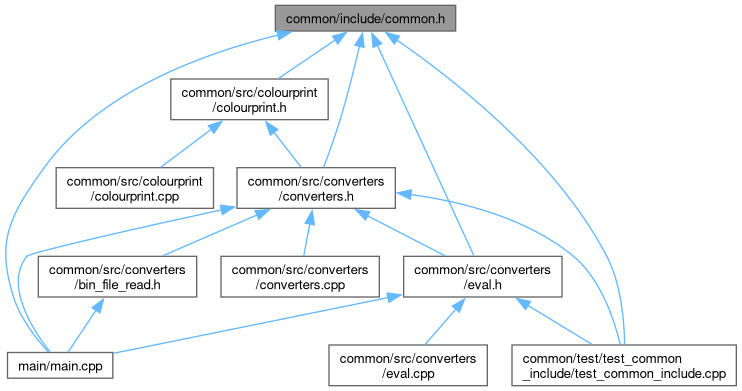 common/include/common.h
common/src/colourprint
/colourprint.h
common/src/colourprint
/colourprint.cpp
common/src/converters
/converters.h
common/src/converters
/bin_file_read.h
common/src/converters
/converters.cpp
common/src/converters
/eval.h
main/main.cpp
common/src/converters
/eval.cpp
common/test/test_common
_include/test_common_include.cpp